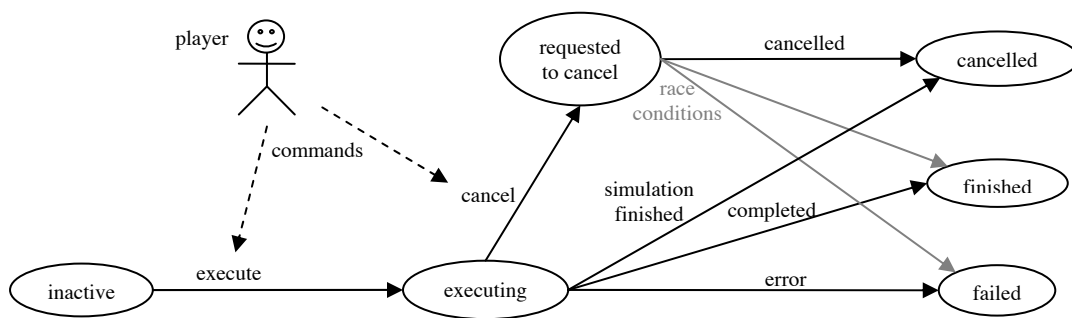 player
commands
requested
to cancel
cancelled
cancelled
race
conditions
simulation
finished
cancel
completed
finished
execute
inactive
executing
error
failed